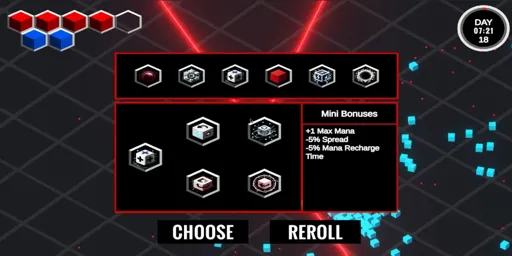 DAY
07:21
18
Mini Bonuses
+1 Max Mana
-5% Spread
-5% Mana Recharge
Time
CHOOSE
REROLL